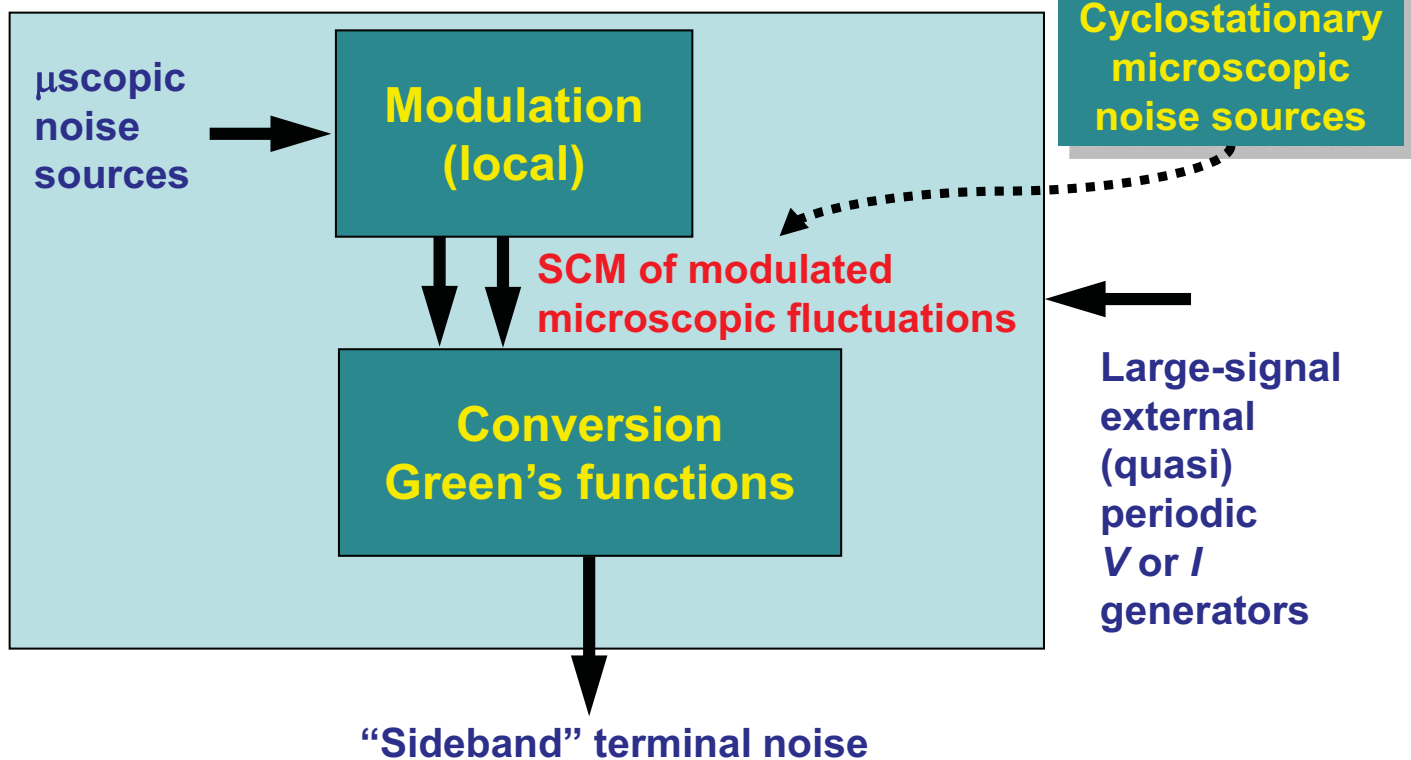 Cyclostationary
microscopic
noise sources
μscopic
noise
sources
Modulation
(local)
SCM of modulated
microscopic fluctuations
Conversion
Green’s functions
Large-signal
external
(quasi)
periodic
V or I
generators
“Sideband” terminal noise